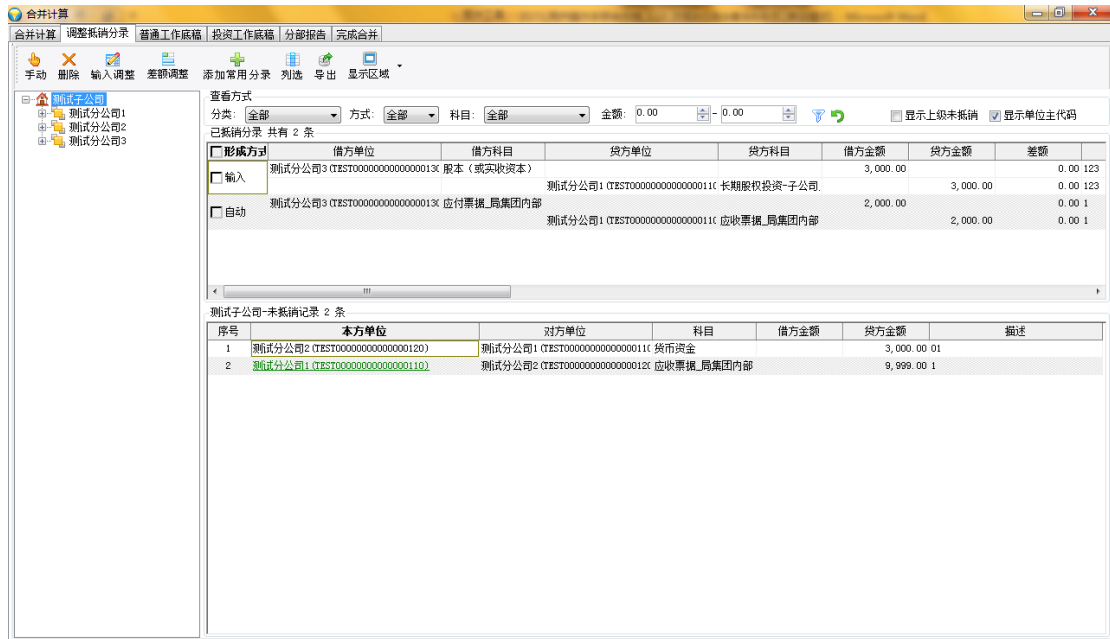 合并计算
合并计算 调整抵销分录 普通工作底稿 投资工作底稿 分部报告 完成合并
手动 删除 输入调整 差额调整 添加常用分录 列选 导出 显示区域
测试子公司
测试分公司1
测试分公司2
测试分公司3
查看方式
分类: 全部 方式: 全部 科目: 全部 金额: 0.00 - 0.00 显示上级未抵销 显示单位主代码
已抵销分录 共有 2 条
形成方式 借方单位 借方科目 贷方单位 贷方科目 借方金额 贷方金额 差额
输入 测试分公司3(TEST0000000000000013( 股本（或实收资本） 3,000.00 0.00 123
测试分公司1(TEST0000000000000011( 长期股权投资-子公司 3,000.00 0.00 123
自动 测试分公司3(TEST0000000000000013( 应付票据_局集团内部 2,000.00 0.00 1
测试分公司1(TEST0000000000000011( 应收票据_局集团内部 2,000.00 0.00 1
测试子公司-未抵销记录 2 条
序号 本方单位 对方单位 科目 借方金额 贷方金额 描述
1 测试分公司2(TEST00000000000000120) 测试分公司1(TEST0000000000000011( 货币资金 3,000.00 01
2 测试分公司1(TEST00000000000000110) 测试分公司2(TEST0000000000000012( 应收票据_局集团内部 9,999.00 1